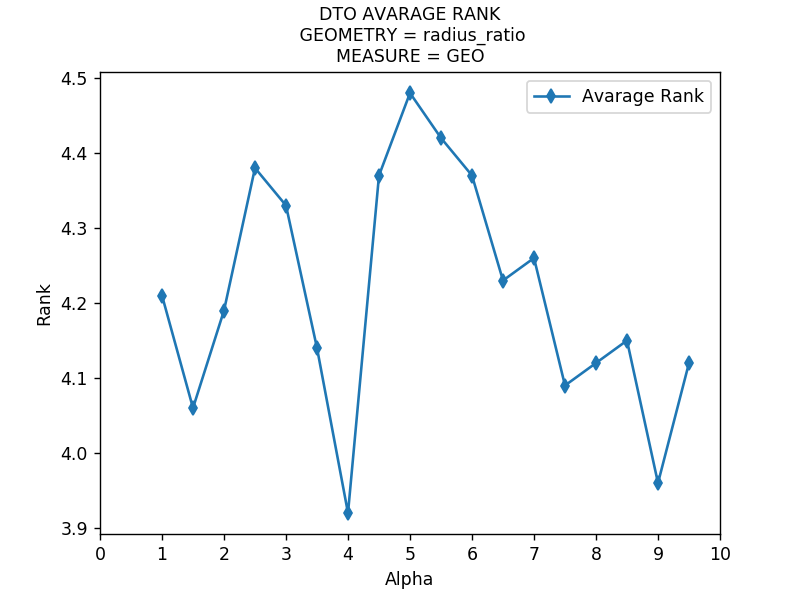 DTO AVARAGE RANK
GEOMETRY = radius_ratio
MEASURE = GEO
Avarage Rank
4.5
4.4
4.3
4.2
4.1
4.0
3.9
Rank
0 1 2 3 4 5 6 7 8 9 10
Alpha